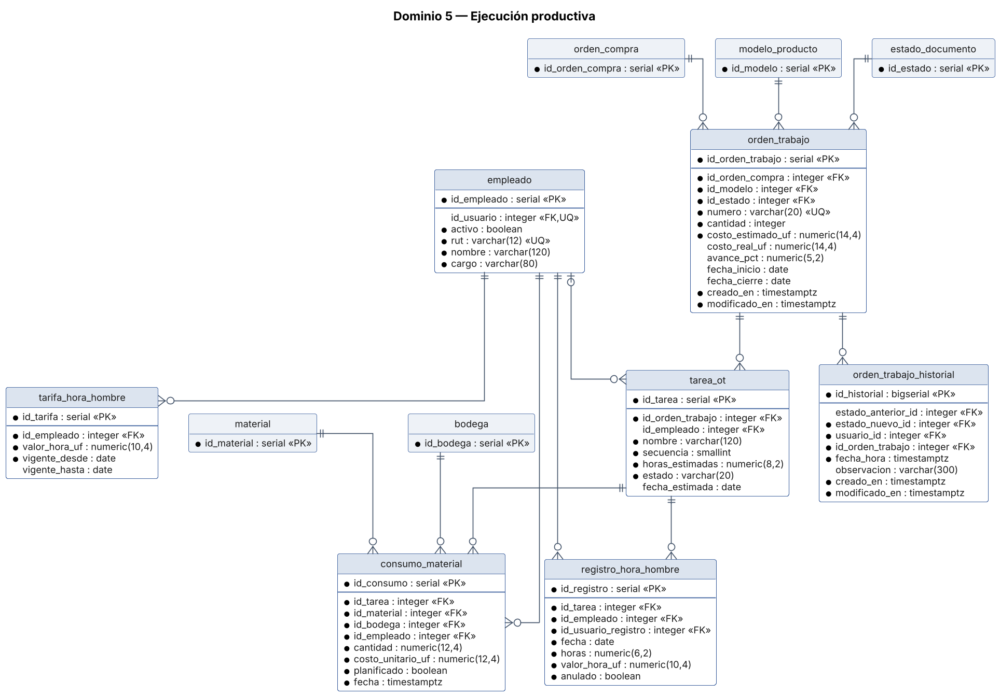 Dominio 5 — Ejecución productiva
orden_compra
id_orden_compra : serial «PK»
modelo_producto
id_modelo : serial «PK»
estado_documento
id_estado : serial «PK»
orden_trabajo
id_orden_trabajo : serial «PK»
id_orden_compra : integer «FK»
id_modelo : integer «FK»
id_estado : integer «FK»
numero : varchar(20) «UQ»
cantidad : integer
costo_estimado_uf : numeric(14,4)
costo_real_uf : numeric(14,4)
avance_pct : numeric(5,2)
fecha_inicio : date
fecha_cierre : date
creado_en : timestamptz
modificado_en : timestamptz
empleado
id_empleado : serial «PK»
id_usuario : integer «FK,UQ»
activo : boolean
rut : varchar(12) «UQ»
nombre : varchar(120)
cargo : varchar(80)
tarifa_hora_hombre
id_tarifa : serial «PK»
id_empleado : integer «FK»
valor_hora_uf : numeric(10,4)
vigente_desde : date
vigente_hasta : date
material
id_material : serial «PK»
bodega
id_bodega : serial «PK»
tarea_ot
id_tarea : serial «PK»
id_orden_trabajo : integer «FK»
id_empleado : integer «FK»
nombre : varchar(120)
secuencia : smallint
horas_estimadas : numeric(8,2)
estado : varchar(20)
fecha_estimada : date
orden_trabajo_historial
id_historial : bigserial «PK»
estado_anterior_id : integer «FK»
estado_nuevo_id : integer «FK»
usuario_id : integer «FK»
id_orden_trabajo : integer «FK»
fecha_hora : timestamptz
observacion : varchar(300)
creado_en : timestamptz
modificado_en : timestamptz
consumo_material
id_consumo : serial «PK»
id_tarea : integer «FK»
id_material : integer «FK»
id_bodega : integer «FK»
id_empleado : integer «FK»
cantidad : numeric(12,4)
costo_unitario_uf : numeric(12,4)
planificado : boolean
fecha : timestamptz
registro_hora_hombre
id_registro : serial «PK»
id_tarea : integer «FK»
id_empleado : integer «FK»
id_usuario_registro : integer «FK»
fecha : date
horas : numeric(6,2)
valor_hora_uf : numeric(10,4)
anulado : boolean